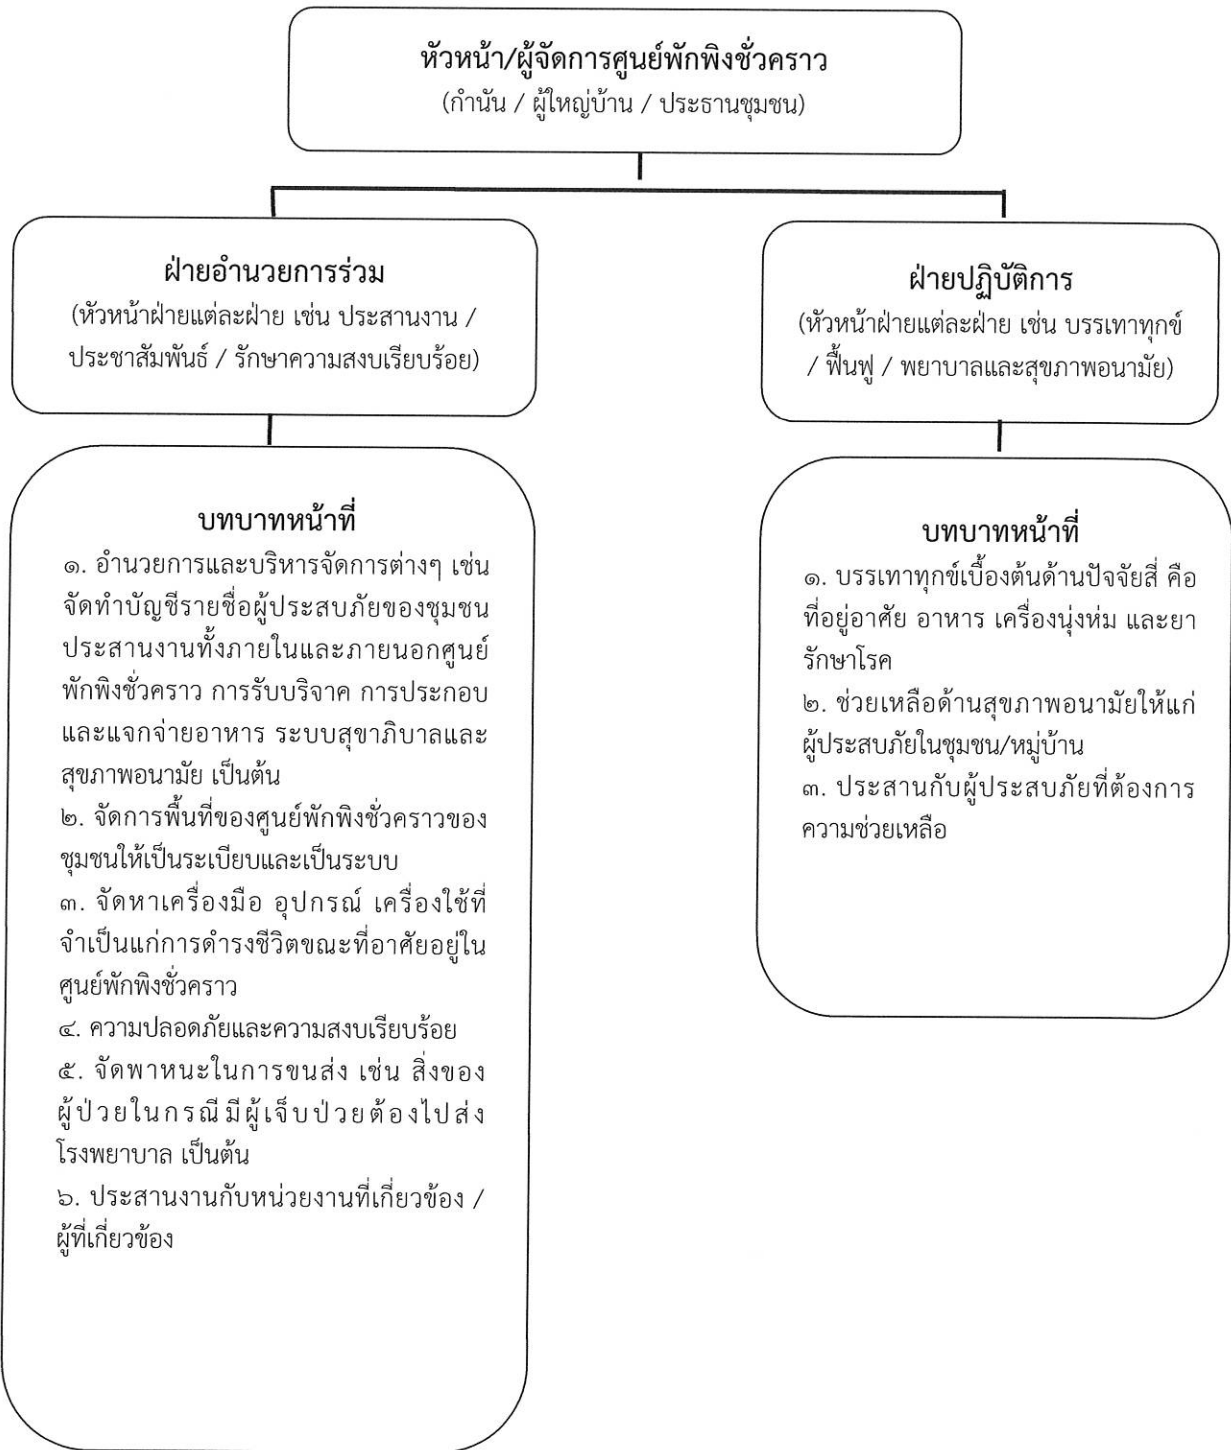 หัวหน้า/ผู้จัดการศูนย์พักพิงชั่วคราว
(กำนัน / ผู้ใหญ่บ้าน / ประธานชุมชน)
ฝ่ายอำนวยการร่วม
(หัวหน้าฝ่ายแต่ละฝ่าย เช่น ประสานงาน /
ประชาสัมพันธ์ / รักษาความสงบเรียบร้อย)
บทบาทหน้าที่
๑. อำนวยการและบริหารจัดการต่างๆ เช่น
จัดทำบัญชีรายชื่อผู้ประสบภัยของชุมชน
ประสานงานทั้งภายในและภายนอกศูนย์
พักพิงชั่วคราว การรับบริจาค การประกอบ
และแจกจ่ายอาหาร ระบบสุขาภิบาลและ
สุขภาพอนามัย เป็นต้น
๒. จัดการพื้นที่ของศูนย์พักพิงชั่วคราวของ
ชุมชนให้เป็นระเบียบและเป็นระบบ
๓. จัดหาเครื่องมือ อุปกรณ์ เครื่องใช้ที่
จำเป็นแก่การดำรงชีวิตขณะที่อาศัยอยู่ใน
ศูนย์พักพิงชั่วคราว
๔. ความปลอดภัยและความสงบเรียบร้อย
๕. จัดพาหนะในการขนส่ง เช่น สิ่งของ
ผู้ป่วยในกรณีมีผู้เจ็บป่วยต้องไปส่ง
โรงพยาบาล เป็นต้น
๖. ประสานงานกับหน่วยงานที่เกี่ยวข้อง /
ผู้ที่เกี่ยวข้อง
ฝ่ายปฏิบัติการ
(หัวหน้าฝ่ายแต่ละฝ่าย เช่น บรรเทาทุกข์
/ ฟื้นฟู / พยาบาลและสุขภาพอนามัย)
บทบาทหน้าที่
๑. บรรเทาทุกข์เบื้องต้นด้านปัจจัยสี่ คือ
ที่อยู่อาศัย อาหาร เครื่องนุ่งห่ม และยา
รักษาโรค
๒. ช่วยเหลือด้านสุขภาพอนามัยให้แก่
ผู้ประสบภัยในชุมชน/หมู่บ้าน
๓. ประสานกับผู้ประสบภัยที่ต้องการ
ความช่วยเหลือ